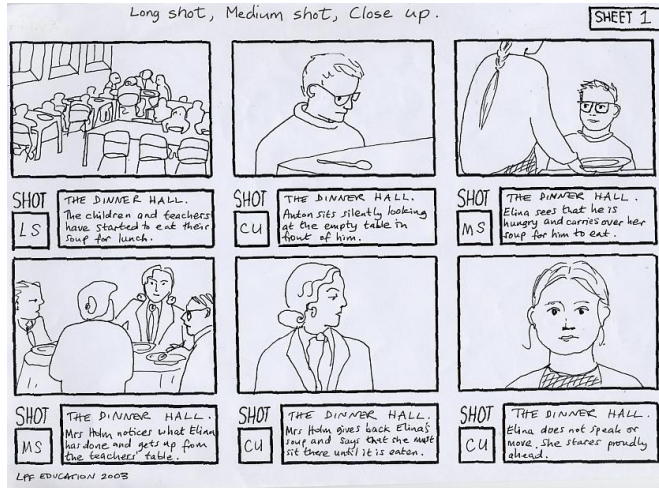 Long shot, Medium shot, Close up.
SHEET 1
SHOT
LS
THE DINNER HALL.
The children and teachers
have started to eat their
soup for lunch.
SHOT
CU
THE DINNER HALL.
Anton sits silently looking
at the empty table in
front of him.
SHOT
MS
THE DINNER HALL.
Elina sees that he is
hungry and carries over her
soup for him to eat.
SHOT
MS
THE DINNER HALL.
Mrs Holm notices what Elina
has done and gets up from
the teachers' table.
SHOT
CU
THE DINNER HALL.
Mrs Holm gives back Elina's
soup and says that she must
sit there until it is eaten.
SHOT
CU
THE DINNER HALL.
Elina does not speak or
move, she stares proudly
ahead.
LPF EDUCATION 2003